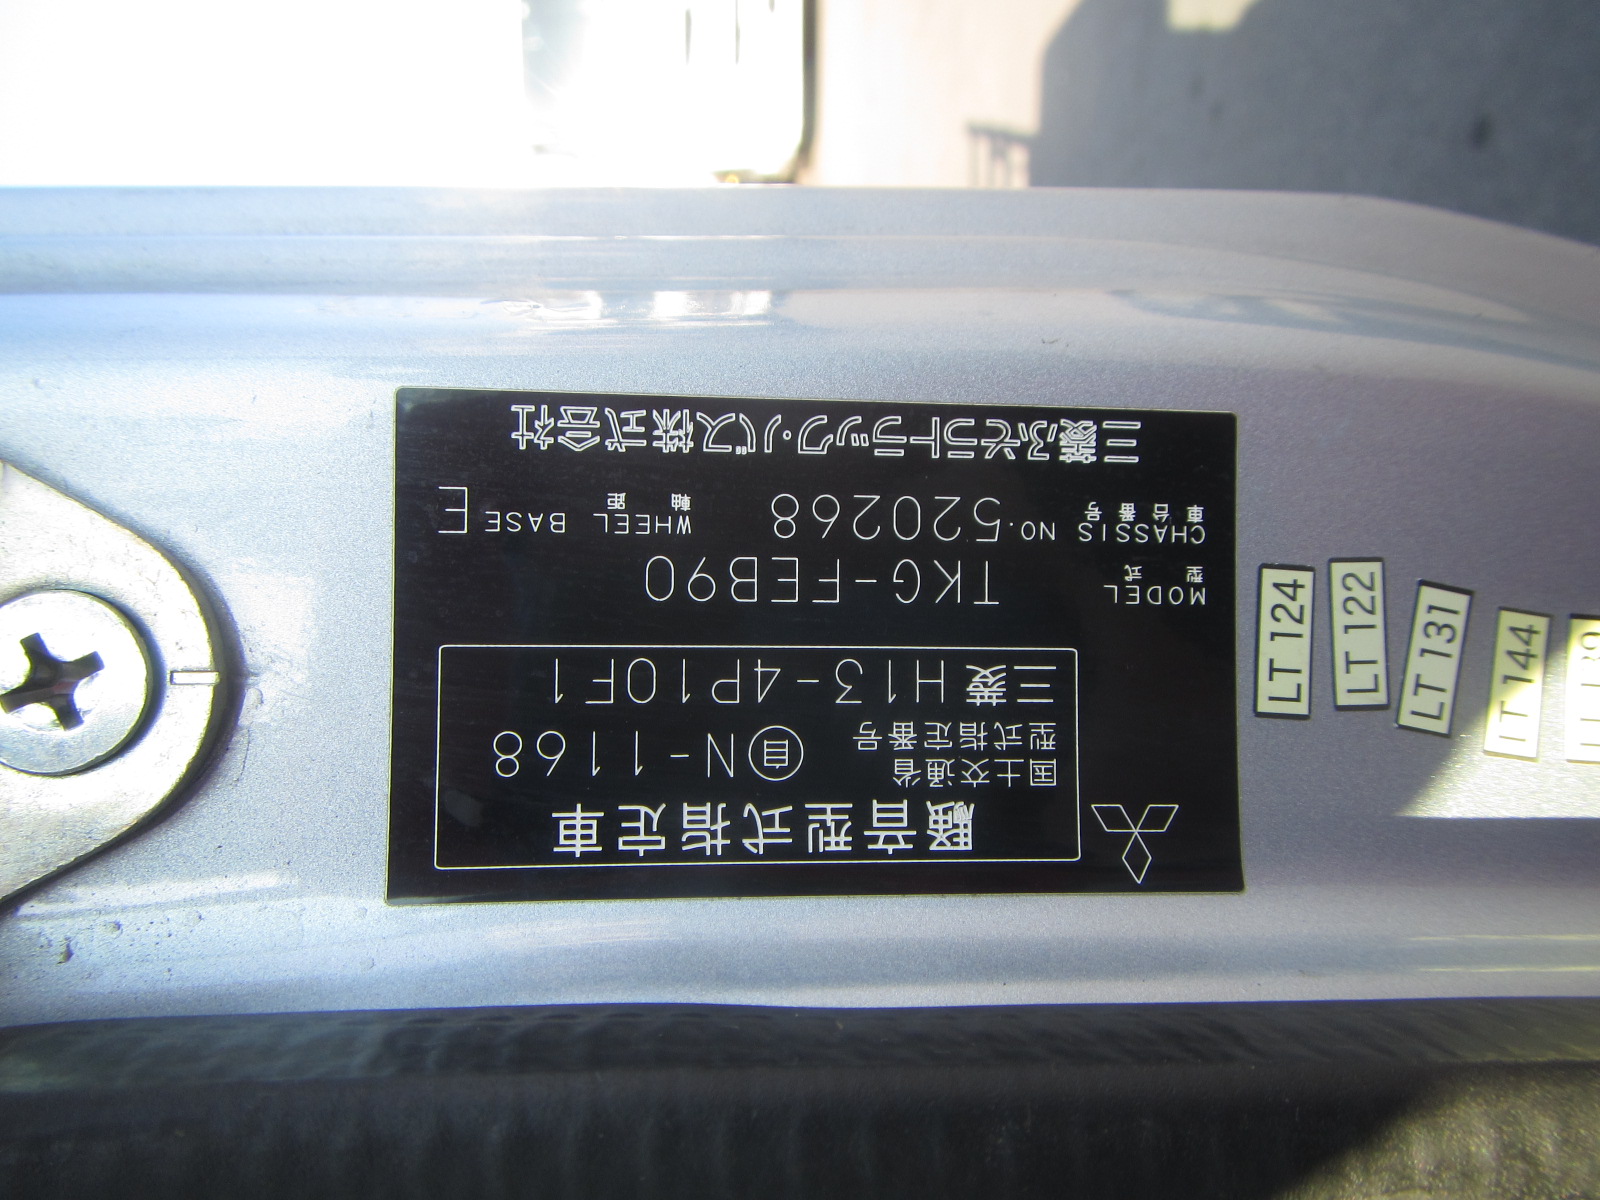 騒音型式指定車
国土交通省
型式指定番号 自N-1168
三菱 H13-4P10F1
MODEL 型式 TKG-FEB90
CHASSIS NO. 車台番号 520268 WHEEL BASE 軸距 E
三菱ふそうトラック・バス株式会社
LT 124
LT 122
LT 131
LT 144